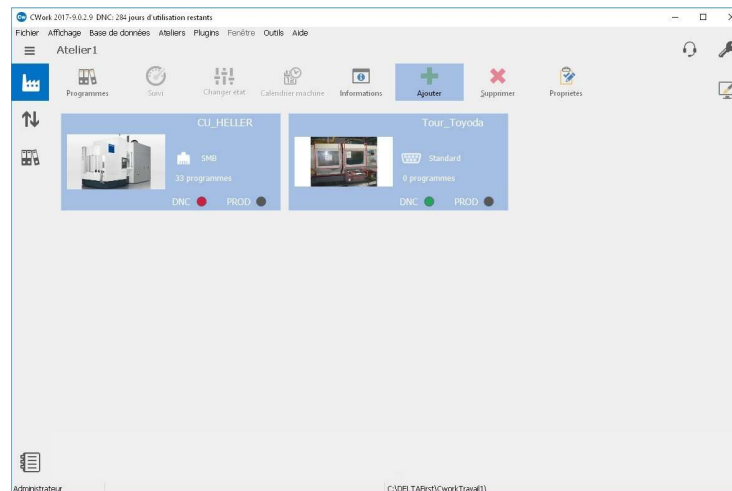 CWork 2017-9.0.2.9 DNC: 284 jours d'utilisation restants
Fichier Affichage Base de données Ateliers Plugins Fenêtre Outils Aide
Atelier1
Programmes Suivi Changer état Calendrier machine Informations Ajouter Supprimer Propriétés
CU_HELLER
SMB
33 programmes
DNC PROD
Tour_Toyoda
Standard
0 programmes
DNC PROD
Administrateur C:\DELTAFirst\CworkTravail1\